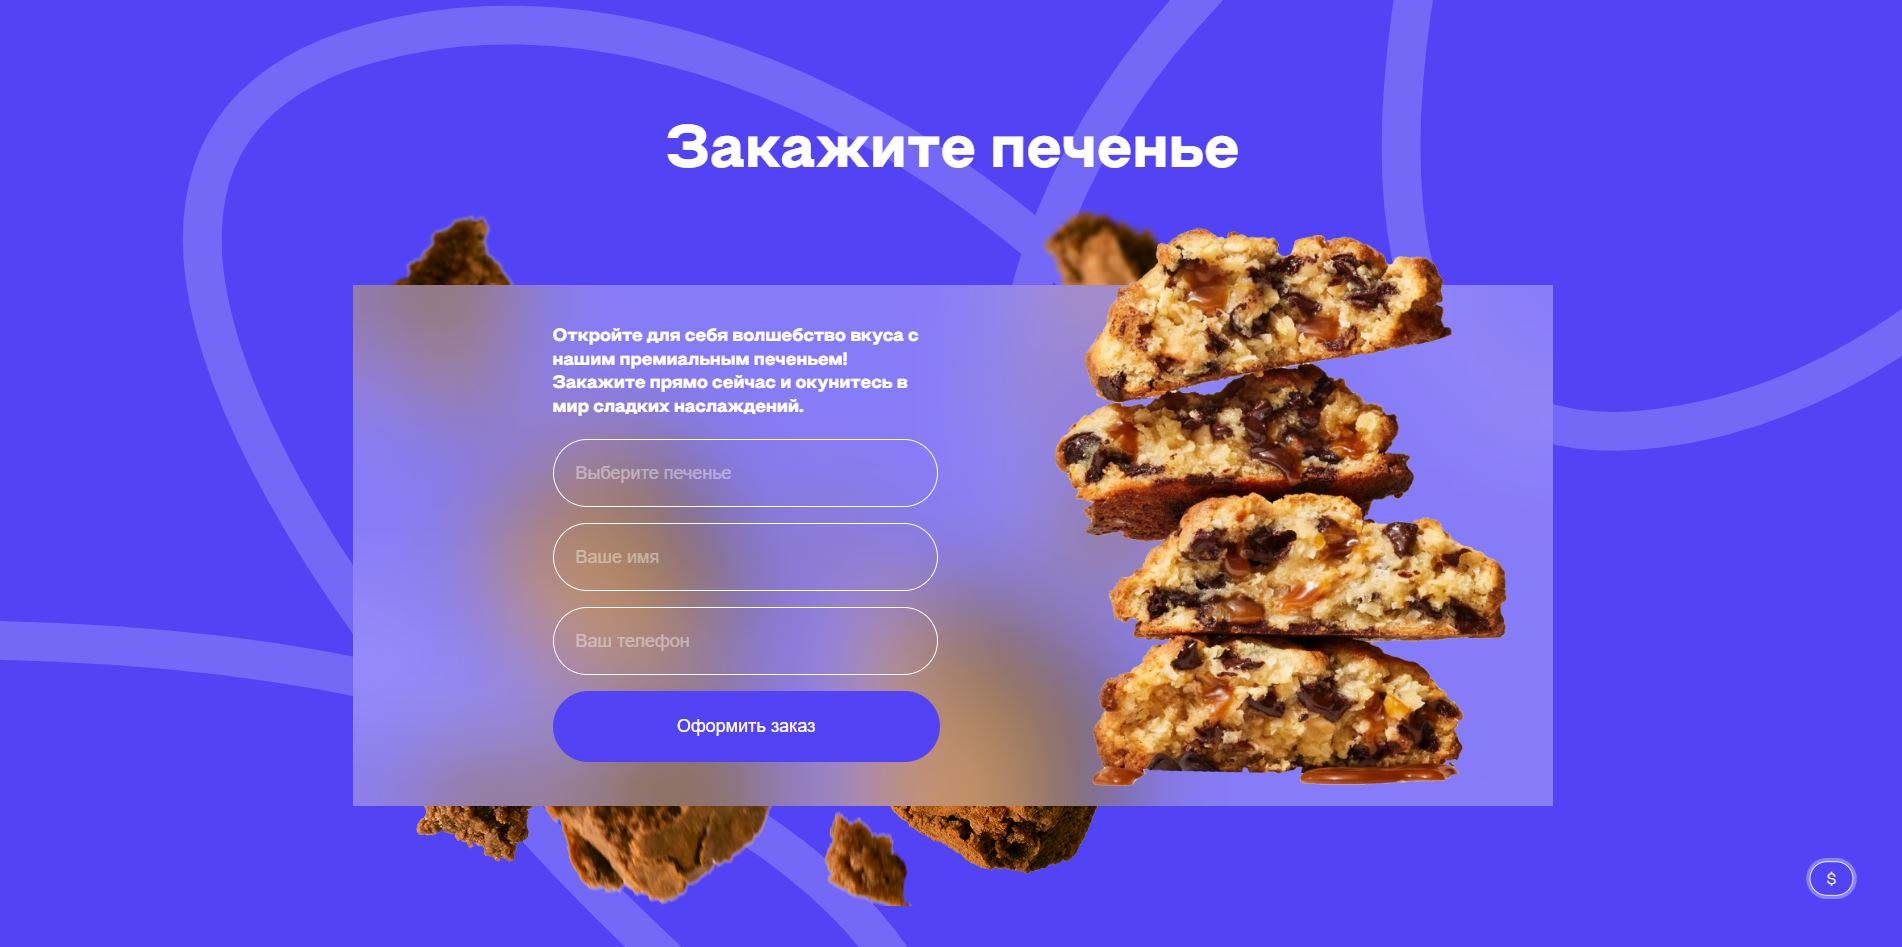 Закажите печенье
Откройте для себя волшебство вкуса с
нашим премиальным печеньем!
Закажите прямо сейчас и окунитесь в
мир сладких наслаждений.
Выберите печенье
Ваше имя
Ваш телефон
Оформить заказ
$